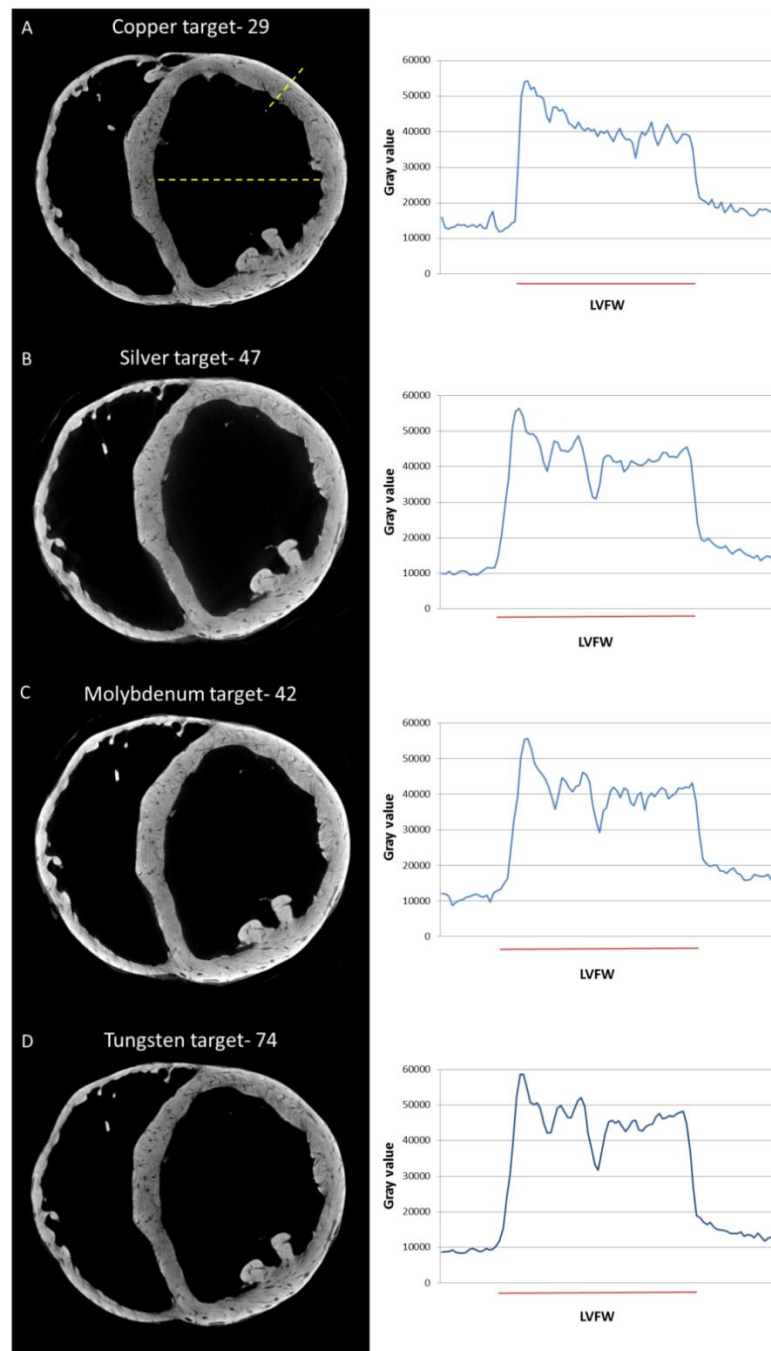 A
Copper target- 29
Gray value
60000
50000
40000
30000
20000
10000
0
LVFW
B
Silver target- 47
Gray value
60000
50000
40000
30000
20000
10000
0
LVFW
C
Molybdenum target- 42
Gray value
60000
50000
40000
30000
20000
10000
0
LVFW
D
Tungsten target- 74
Gray value
60000
50000
40000
30000
20000
10000
0
LVFW